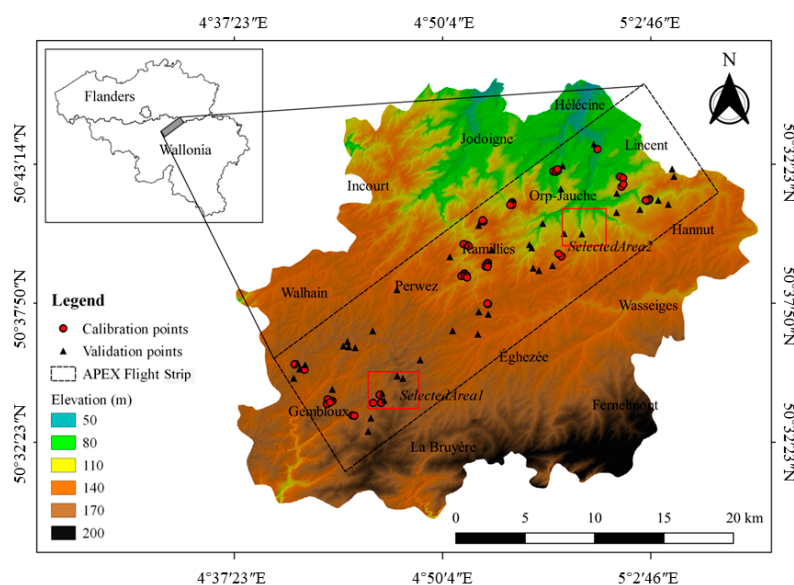 4°37′23″E 4°50′4″E 5°2′46″E
N
Flanders
Wallonia
Hélécine
Jodoigne
Lincent
50°43′14″N
50°32′23″N
Incourt
Orp-Jauche
Hannut
Ramillies
SelectedArea2
Walhain
Perwez
Wasseiges
50°37′50″N
50°37′50″N
Éghezée
SelectedArea1
Gembloux
Fernelmont
La Bruyère
50°32′23″N
50°32′23″N
Legend
Calibration points
Validation points
APEX Flight Strip
Elevation (m)
50
80
110
140
170
200
0 5 10 15 20 km
4°37′23″E 4°50′4″E 5°2′46″E